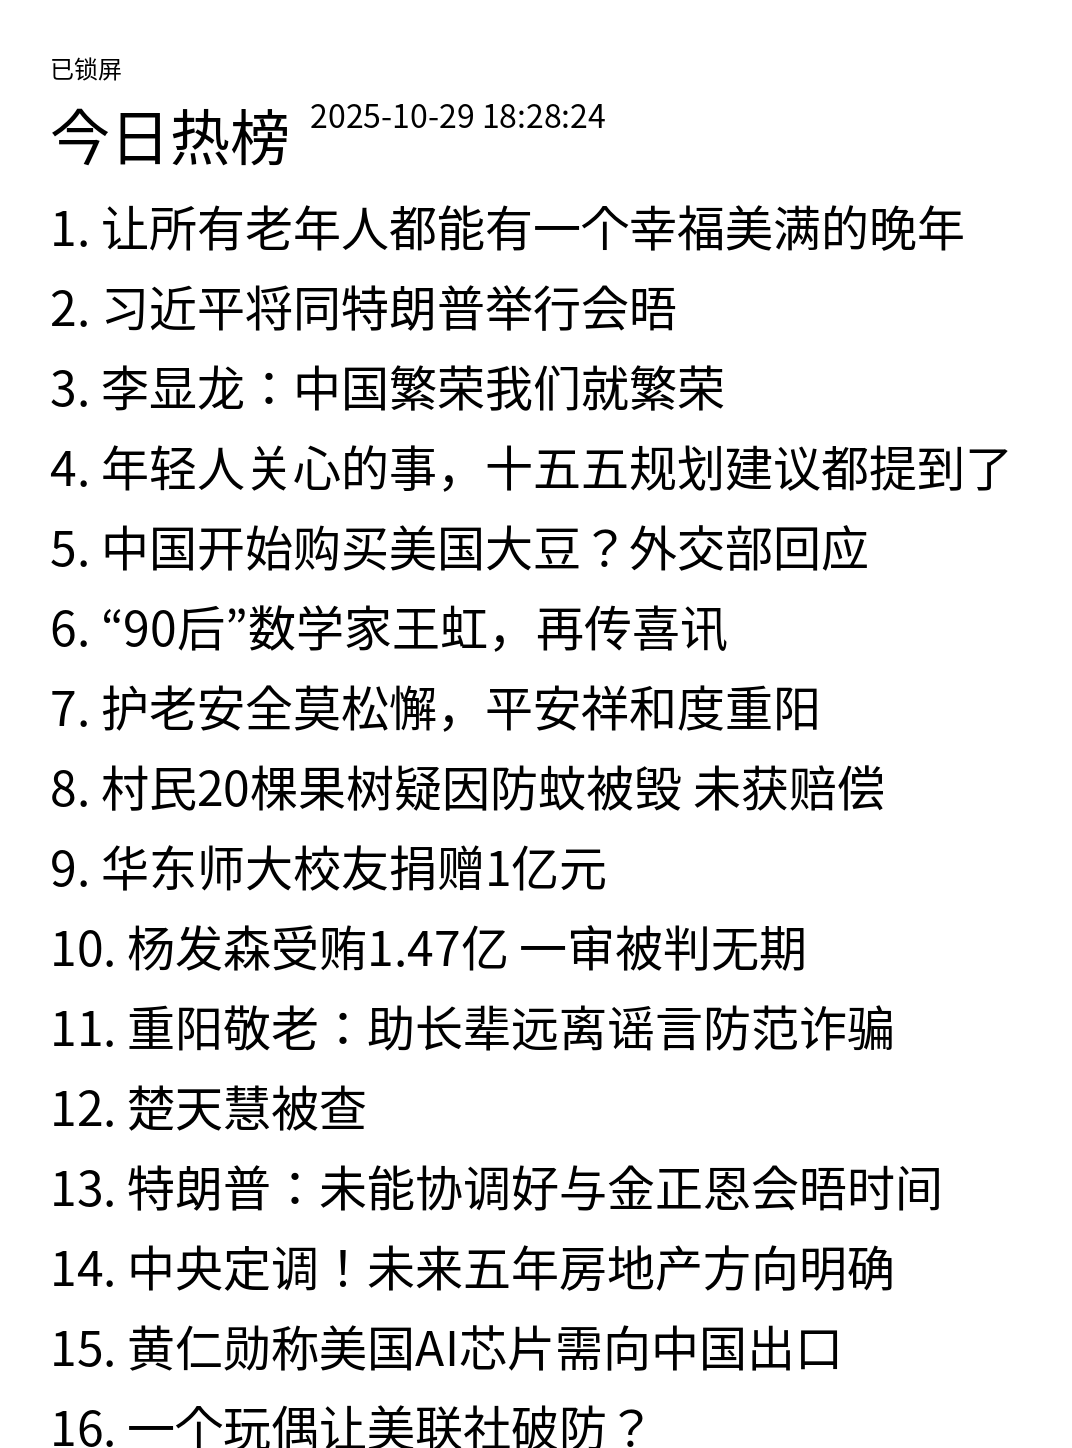 已锁屏
今日热榜 2025-10-29 18:28:24
1. 让所有老年人都能有一个幸福美满的晚年
2. 习近平将同特朗普举行会晤
3. 李显龙：中国繁荣我们就繁荣
4. 年轻人关心的事，十五五规划建议都提到了
5. 中国开始购买美国大豆？外交部回应
6. “90后”数学家王虹，再传喜讯
7. 护老安全莫松懈，平安祥和度重阳
8. 村民20棵果树疑因防蚊被毁 未获赔偿
9. 华东师大校友捐赠1亿元
10. 杨发森受贿1.47亿 一审被判无期
11. 重阳敬老：助长辈远离谣言防范诈骗
12. 楚天慧被查
13. 特朗普：未能协调好与金正恩会晤时间
14. 中央定调！未来五年房地产方向明确
15. 黄仁勋称美国AI芯片需向中国出口
16. 一个玩偶让美联社破防？